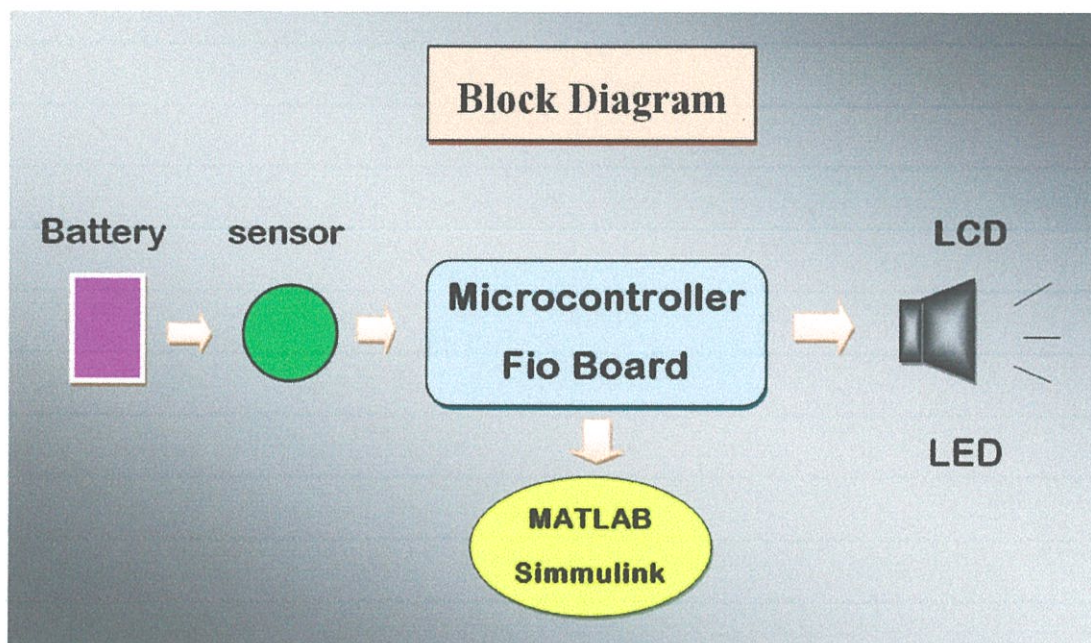 Block Diagram
Battery
sensor
LCD
Microcontroller
Fio Board
LED
MATLAB
Simmulink